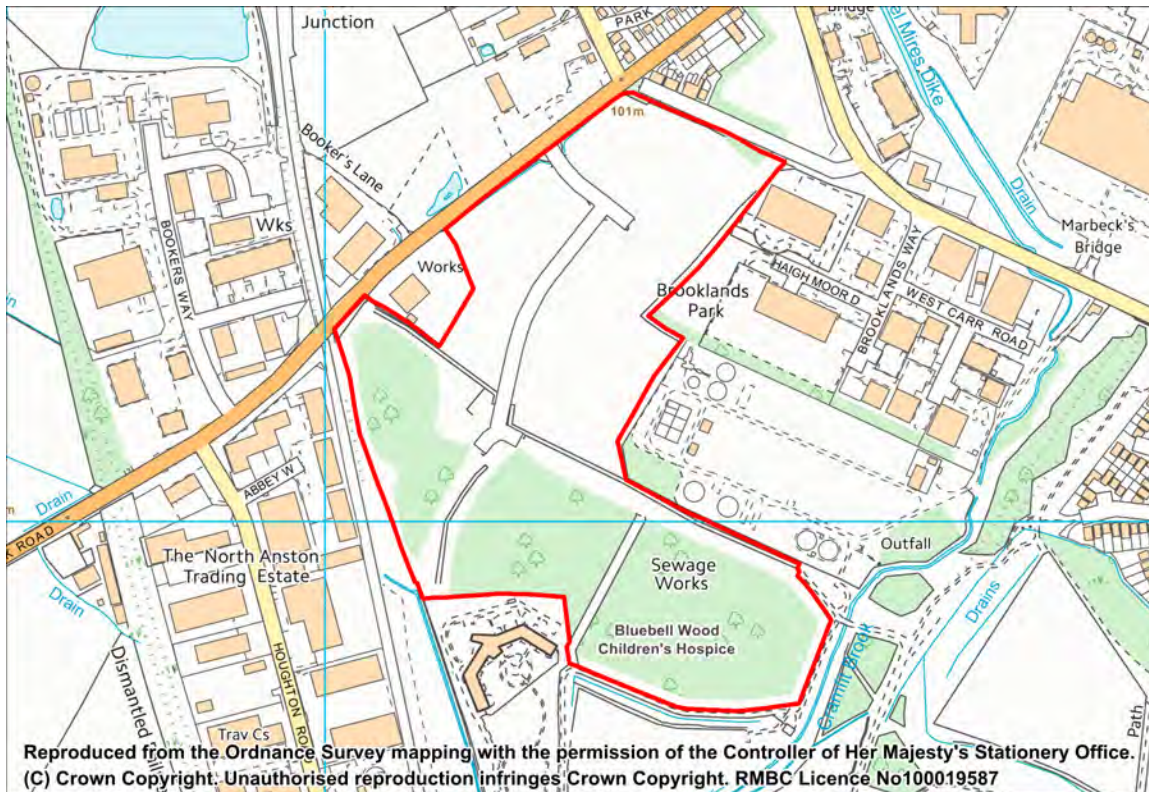 Junction
PARK
Bridge
el Mires Dike
101m
Booker's Lane
Drain
Wks
BOOKERS WAY
Marbeck's
Bridge
Works
HAIGH MOOR D
BROOKLANDS WAY
WEST CARR ROAD
Brooklands
Park
ABBEY W
Drain
K ROAD
The North Anston
Trading Estate
Outfall
Sewage
Works
Drains
Drain
Bluebell Wood
Children's Hospice
Cramfit Brook
HOUGHTON ROAD
Dismantled
Path
Trav Cs
Reproduced from the Ordnance Survey mapping with the permission of the Controller of Her Majesty's Stationery Office.
(C) Crown Copyright. Unauthorised reproduction infringes Crown Copyright. RMBC Licence No100019587